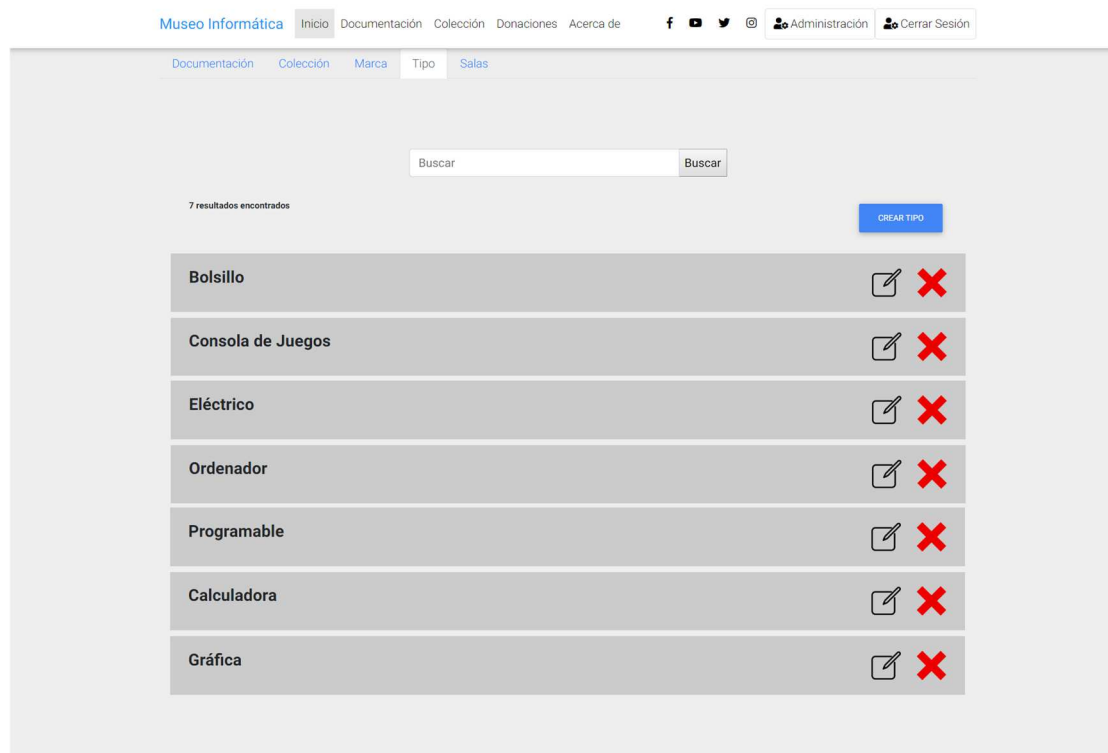 Museo Informática Inicio Documentación Colección Donaciones Acerca de Administración Cerrar Sesión
Documentación Colección Marca Tipo Salas
Buscar Buscar
7 resultados encontrados
CREAR TIPO
Bolsillo
Consola de Juegos
Eléctrico
Ordenador
Programable
Calculadora
Gráfica